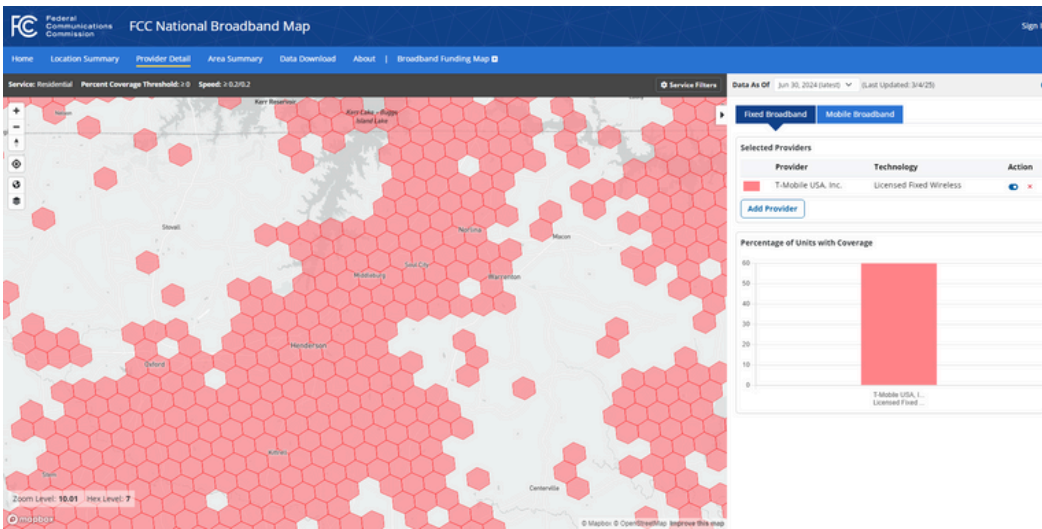 FCC
Federal
Communications
Commission
FCC National Broadband Map
Sign I
Home Location Summary Provider Detail Area Summary Data Download About | Broadband Funding Map
Service: Residential Percent Coverage Threshold: ≥ 0 Speed: ≥ 0.2/0.2
Service Filters
Data As Of Jun 30, 2024 (latest) (Last Updated: 3/4/25)
Fixed Broadband Mobile Broadband
Selected Providers
Provider Technology Action
T-Mobile USA, Inc. Licensed Fixed Wireless
Add Provider
Percentage of Units with Coverage
60
50
40
30
20
10
0
T-Mobile USA, I...
Licensed Fixed ...
Nelson
Kerr Reservoir
Kerr Lake - Buggs
Island Lake
Stovall
Norlina
Macon
Soul City
Middleburg
Warrenton
Henderson
Oxford
Kittrell
Stem
Centerville
Zoom Level: 10.01 Hex Level: 7
mapbox
© Mapbox © OpenStreetMap Improve this map